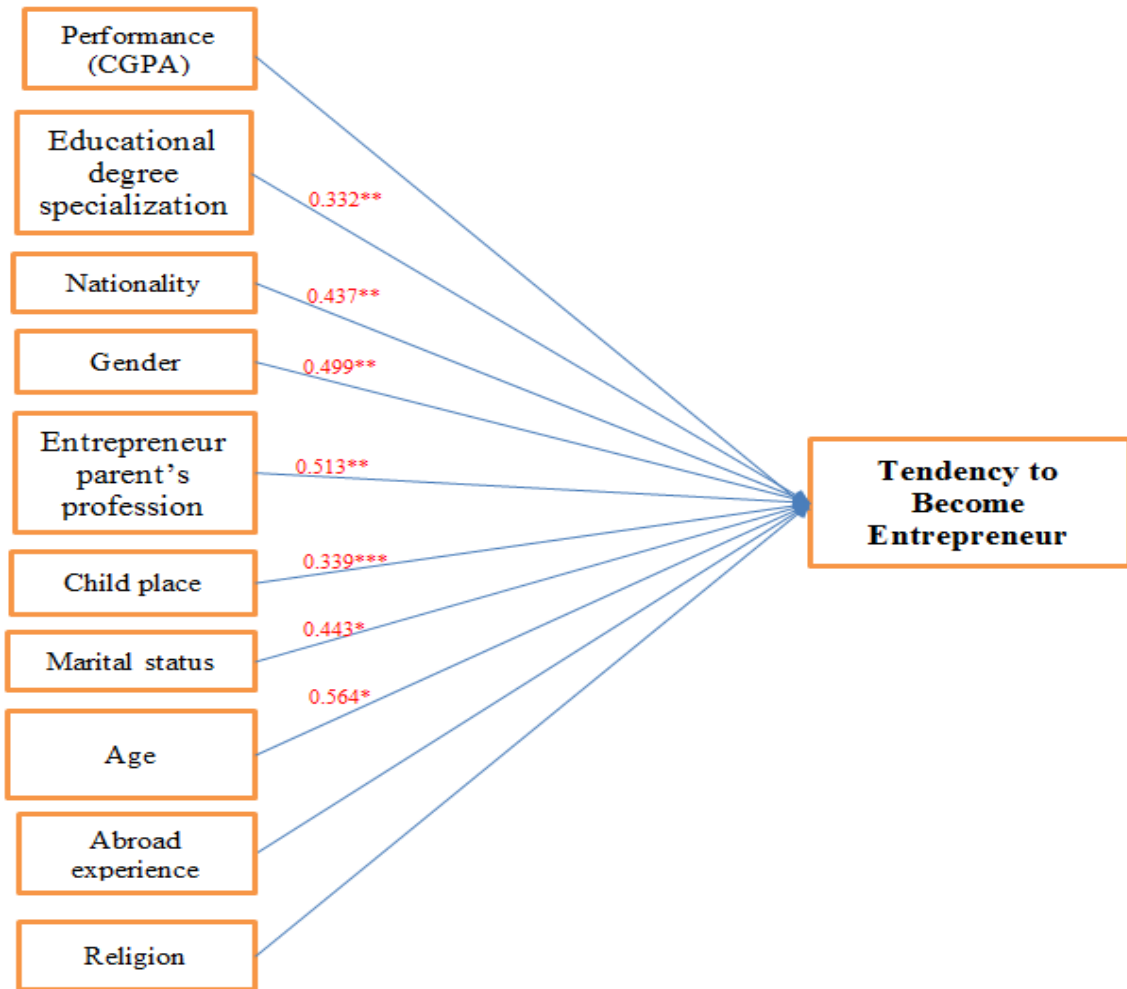 Performance
(CGPA)
Educational
degree
specialization
0.332**
Nationality
0.437**
Gender
0.499**
Entrepreneur
parent's
profession
0.513**
Tendency to
Become
Entrepreneur
Child place
0.339***
Marital status
0.443*
Age
0.564*
Abroad
experience
Religion